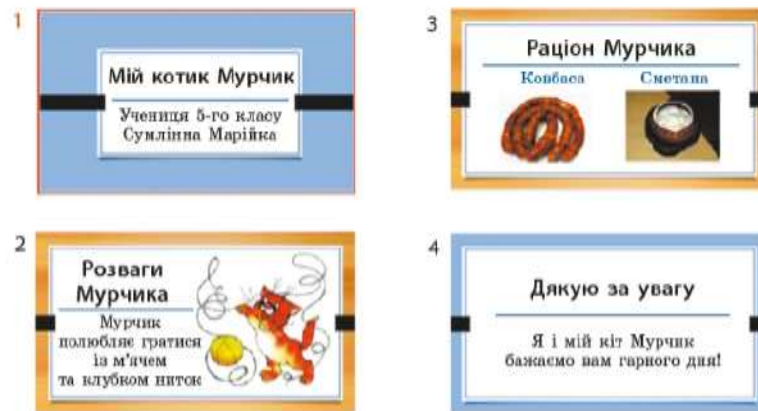 1
Мій котик Мурчик
Учениця 5-го класу
Сумлінна Марійка
2
Розваги
Мурчика
Мурчик
полюбляє гратися
із м'ячем
та клубком ниток
3
Раціон Мурчика
Ковбаса Сметана
4
Дякую за увагу
Я і мій кіт Мурчик
бажаємо вам гарного дня!